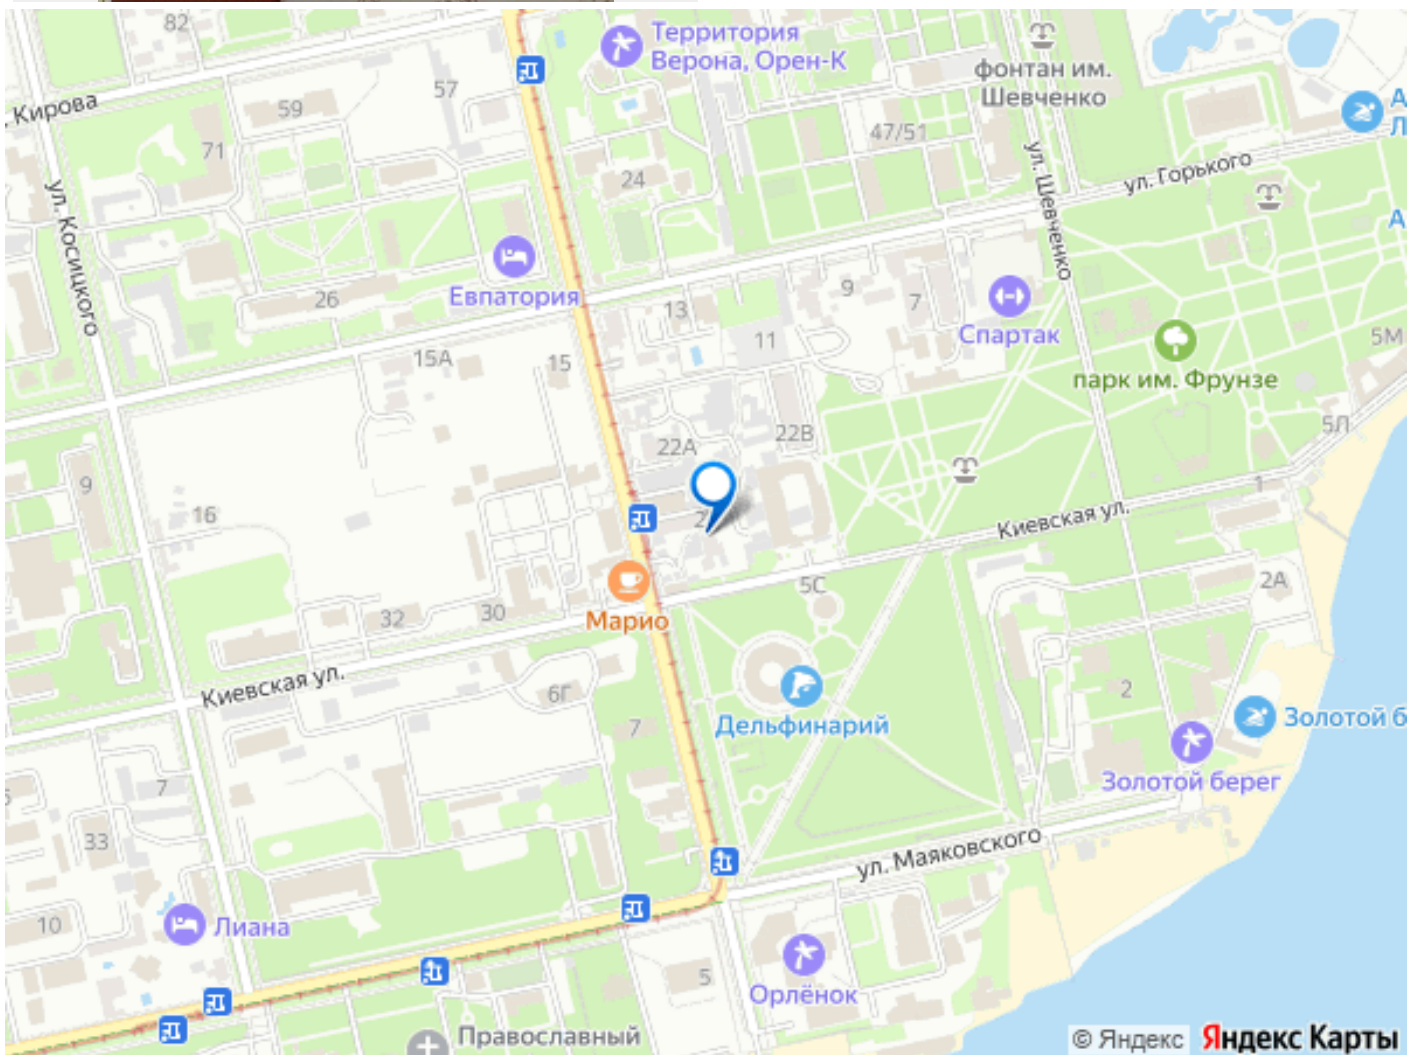 82
Территория
Верона, Орен-К
фонтан им.
Шевченко
57
59
. Кирова
71
47/51
А
Л
24
ул. Косицкого
ул. Шевченко
ул. Горького
А
Евпатория
26
13
9
7
Спартак
11
15А
15
5М
парк им. Фрунзе
22А
22В
5Л
9
16
2
1
Киевская ул.
5С
2А
32
30
Марио
Киевская ул.
6Г
7
2
Дельфинарий
Золотой б
Золотой берег
7
33
ул. Маяковского
10
Лиана
5
Орлёнок
Православный
© Яндекс Яндекс Карты